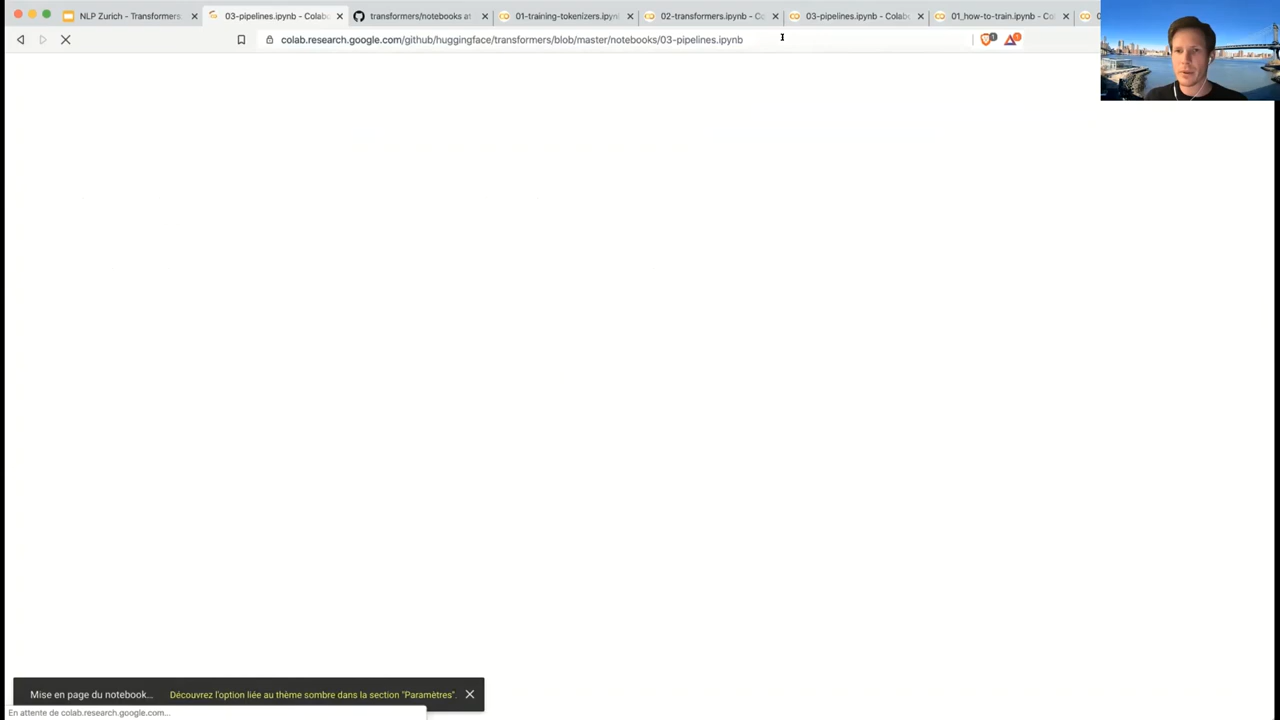 NLP Zurich - Transformers:
03-pipelines.ipynb - Colab
transformers/notebooks at
01-training-tokenizers.ipynb
02-transformers.ipynb - Co
03-pipelines.ipynb - Colab
01_how-to-train.ipynb - Col
colab.research.google.com/github/huggingface/transformers/blob/master/notebooks/03-pipelines.ipynb
Mise en page du notebook... Découvrez l'option liée au thème sombre dans la section "Paramètres".
En attente de colab.research.google.com...